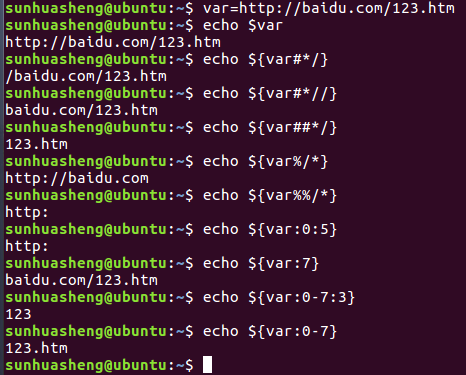 sunhuasheng@ubuntu:~$ var=http://baidu.com/123.htm
sunhuasheng@ubuntu:~$ echo $var
http://baidu.com/123.htm
sunhuasheng@ubuntu:~$ echo ${var#*/}
/baidu.com/123.htm
sunhuasheng@ubuntu:~$ echo ${var#*//}
baidu.com/123.htm
sunhuasheng@ubuntu:~$ echo ${var##*/}
123.htm
sunhuasheng@ubuntu:~$ echo ${var%/*}
http://baidu.com
sunhuasheng@ubuntu:~$ echo ${var%%/*}
http:
sunhuasheng@ubuntu:~$ echo ${var:0:5}
http:
sunhuasheng@ubuntu:~$ echo ${var:7}
baidu.com/123.htm
sunhuasheng@ubuntu:~$ echo ${var:0-7:3}
123
sunhuasheng@ubuntu:~$ echo ${var:0-7}
123.htm
sunhuasheng@ubuntu:~$